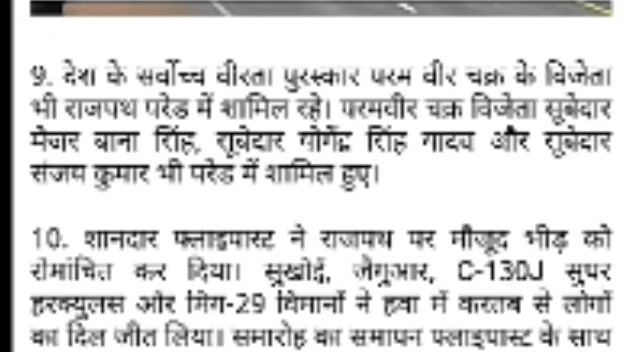 9. देश के सर्वोच्च वीरता पुरस्कार परम वीर चक्र के विजेता
भी राजपथ परेड में शामिल रहे। परमवीर चक्र विजेता सूबेदार
मेजर बाना सिंह, सूबेदार योगेंद्र सिंह यादव और सूबेदार
संजय कुमार भी परेड में शामिल हुए।
10. शानदार फ्लाइपास्ट ने राजपथ पर मौजूद भीड़ को
रोमांचित कर दिया। सुखोई, जेगुआर, C-130J सुपर
हरक्युलस और मिग-29 विमानों ने हवा में करतब से लोगों
का दिल जीत लिया। समारोह का समापन फ्लाइपास्ट के साथ